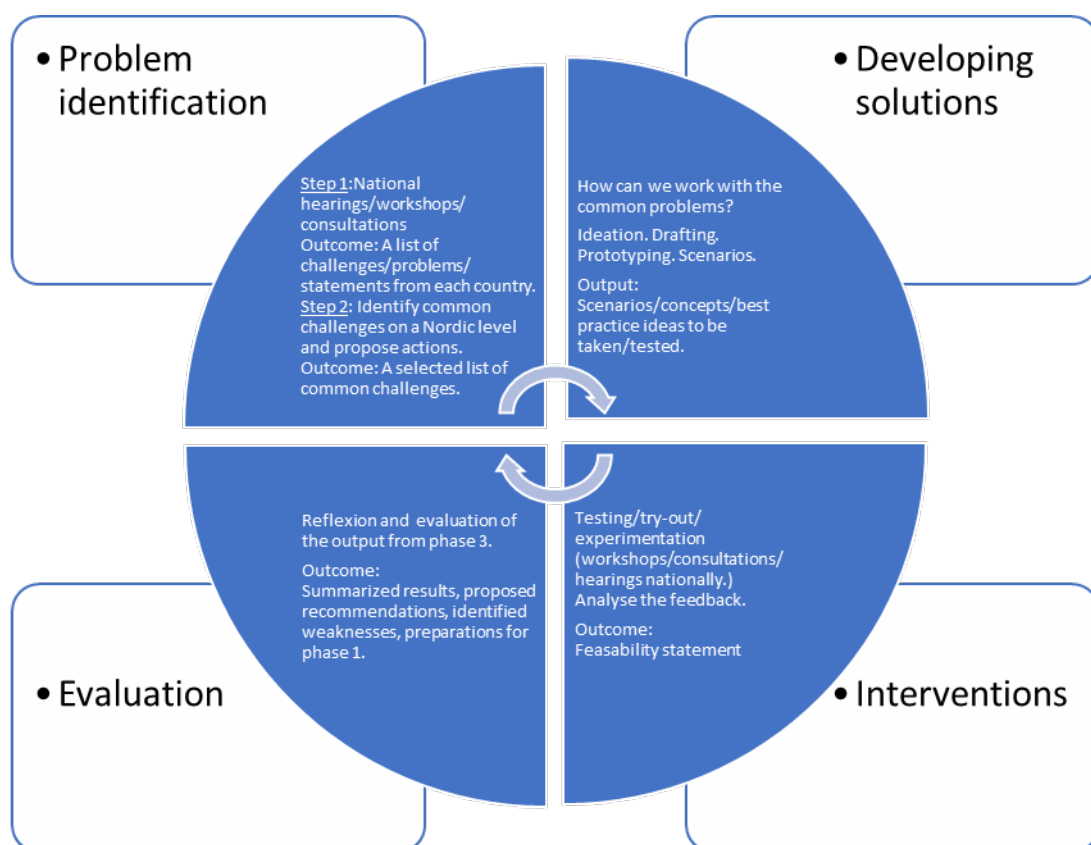 • Problem
identification
• Developing
solutions
Step 1:National
hearings/workshops/
consultations
Outcome: A list of
challenges/problems/
statements from each country.
Step 2: Identify common
challenges on a Nordic level
and propose actions.
Outcome: A selected list of
common challenges.
How can we work with the
common problems?
Ideation. Drafting.
Prototyping. Scenarios.
Output:
Scenarios/concepts/best
practice ideas to be
taken/tested.
Reflexion and evaluation of
the output from phase 3.
Outcome:
Summarized results, proposed
recommendations, identified
weaknesses, preparations for
phase 1.
Testing/try-out/
experimentation
(workshops/consultations/
hearings nationally.)
Analyse the feedback.
Outcome:
Feasability statement
• Evaluation
• Interventions